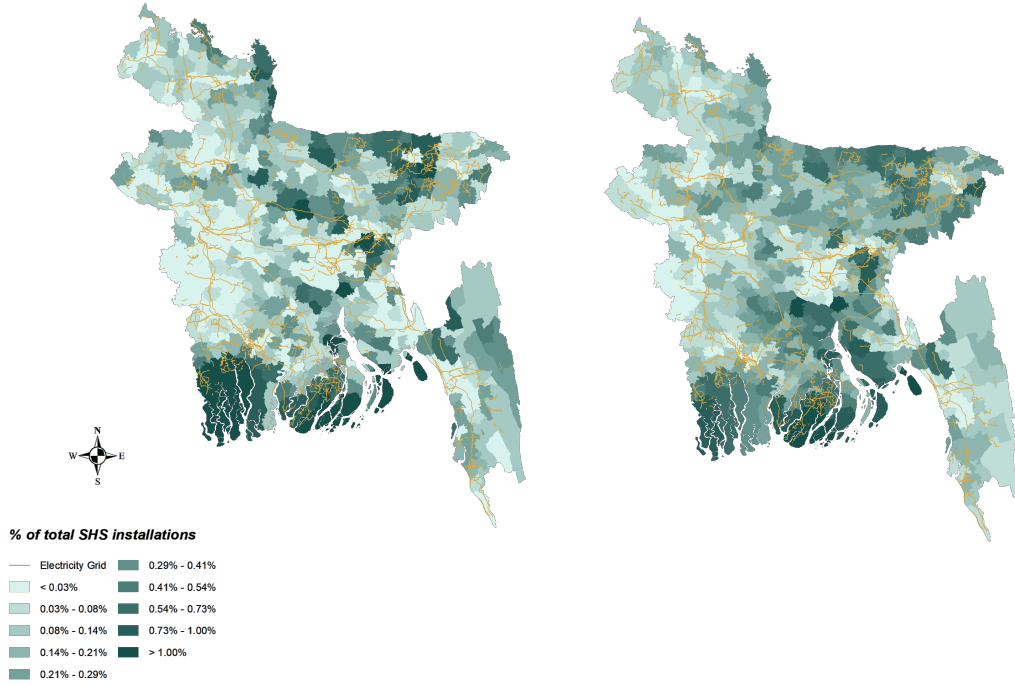 N
W E
S
% of total SHS installations
Electricity Grid
< 0.03%
0.03% - 0.08%
0.08% - 0.14%
0.14% - 0.21%
0.21% - 0.29%
0.29% - 0.41%
0.41% - 0.54%
0.54% - 0.73%
0.73% - 1.00%
> 1.00%